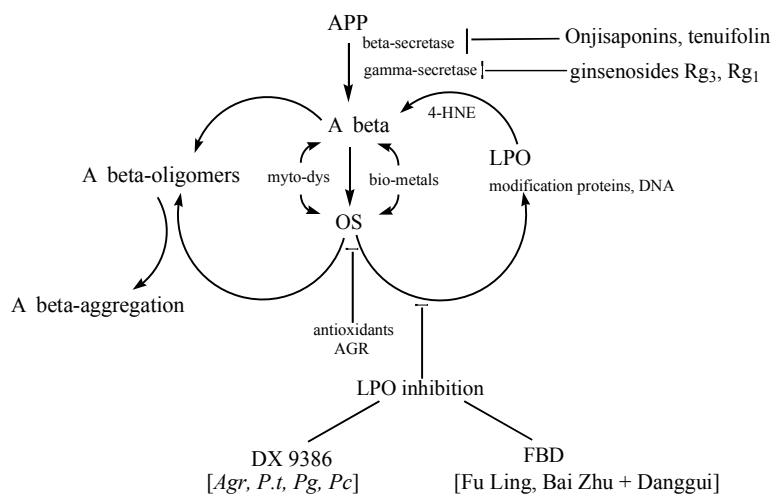 APP
beta-secretase
Onjisaponins, tenuifolin
gamma-secretase
ginsenosides Rg3, Rg1
4-HNE
A beta
LPO
A beta-oligomers
myto-dys
bio-metals
modification proteins, DNA
OS
A beta-aggregation
antioxidants
AGR
LPO inhibition
DX 9386
FBD
[Agr, P.t, Pg, Pc]
[Fu Ling, Bai Zhu + Danggui]